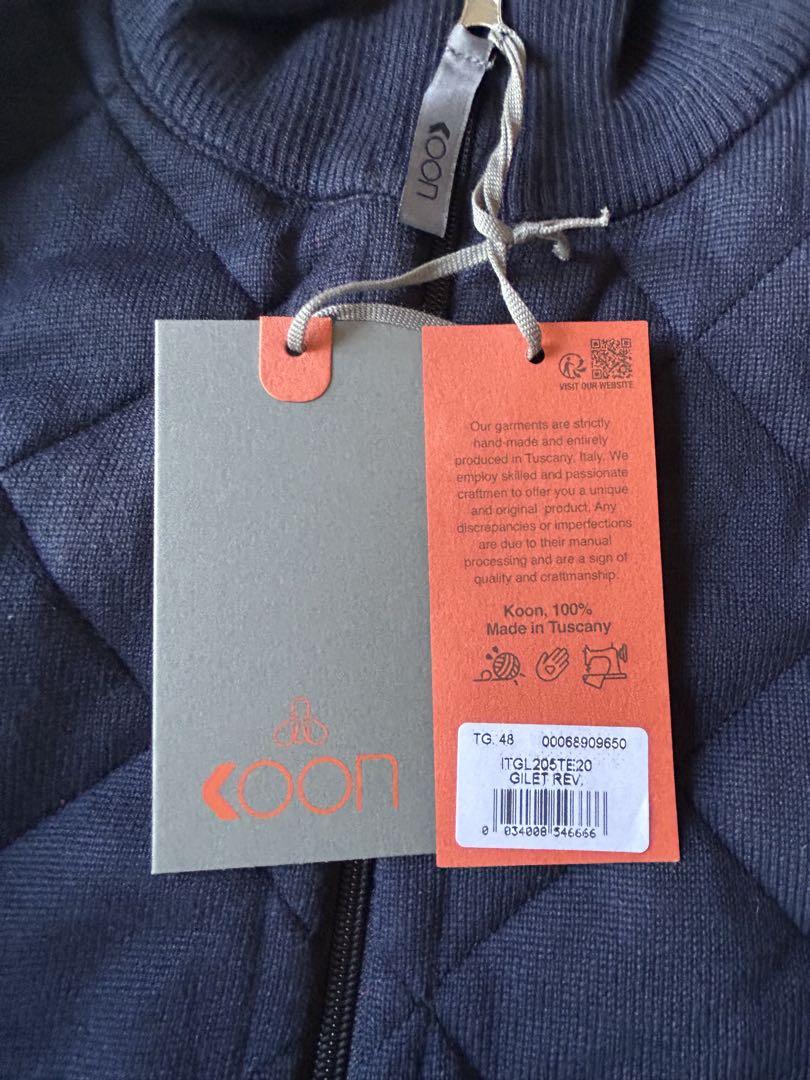 KOON
VISIT OUR WEBSITE
Our garments are strictly
hand-made and entirely
produced in Tuscany, Italy. We
employ skilled and passionate
craftmen to offer you a unique
and original product. Any
discrepancies or imperfections
are due to their manual
processing and are a sign of
quality and craftmanship.
Koon, 100%
Made in Tuscany
KOON
TG. 48 00068909650
ITGL205TE20
GILET REV.
0 034008 546666